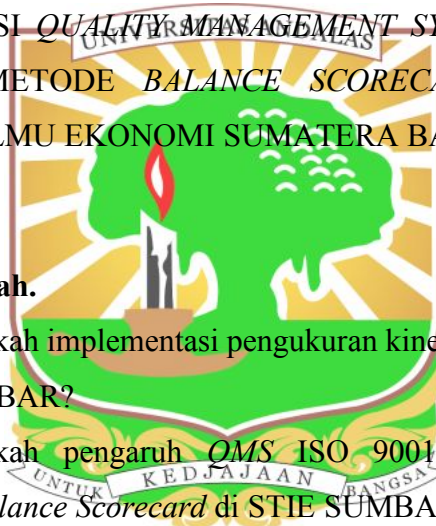 SI QUALITY MANAGEMENT SY
UNIVERSITAS ANDALAS
METODE BALANCE SCORECA
LMU EKONOMI SUMATERA BA
ah.
kah implementasi pengukuran kine
BAR?
kah pengaruh QMS ISO 9001
UNTUK KEDJAJAAN BANGSA
alance Scorecard di STIE SUMBA